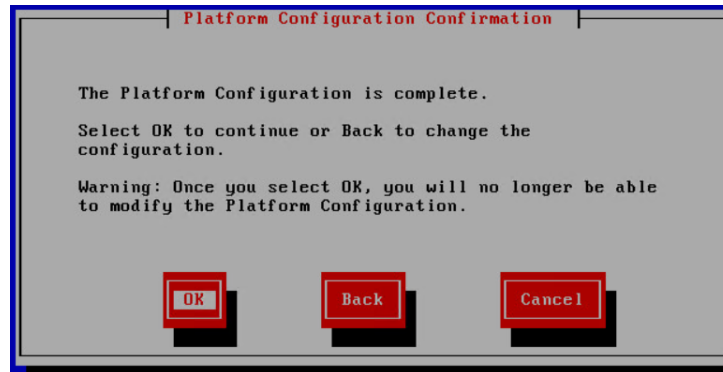 Platform Configuration Confirmation
The Platform Configuration is complete.
Select OK to continue or Back to change the
configuration.
Warning: Once you select OK, you will no longer be able
to modify the Platform Configuration.
OK Back Cancel